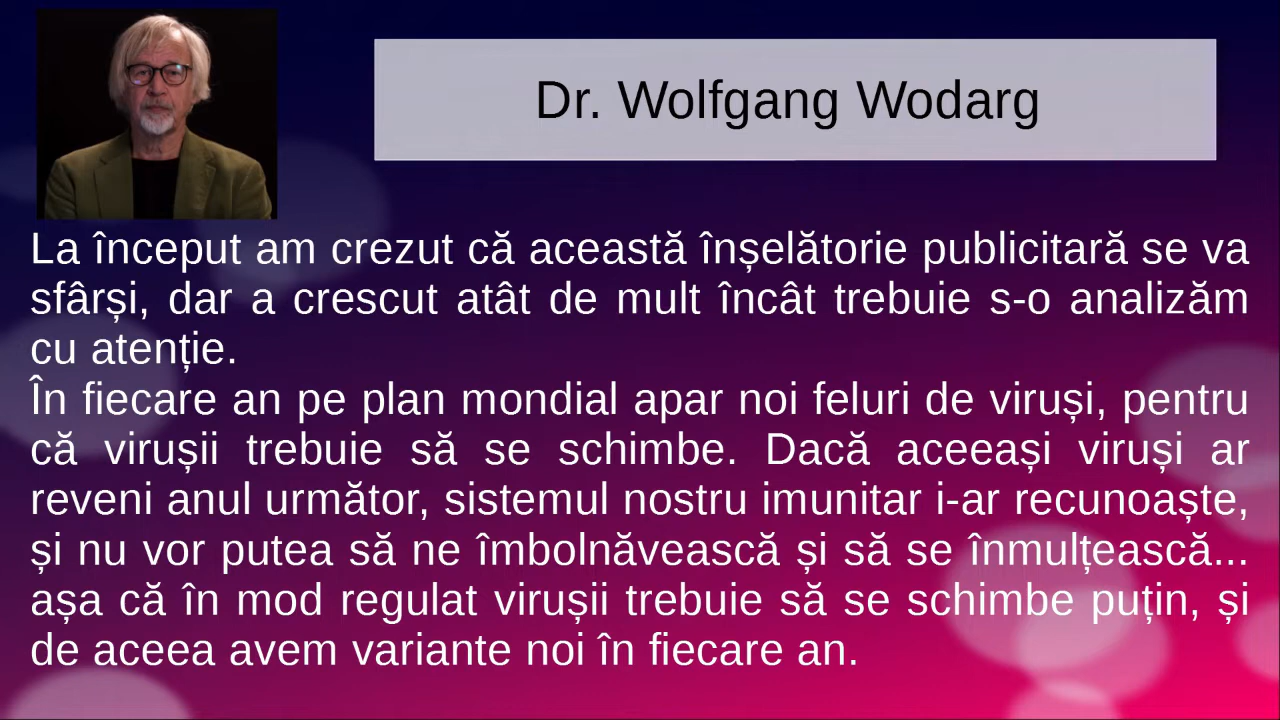 Dr. Wolfgang Wodarg
La început am crezut că această înșelătorie publicitară se va
sfârși, dar a crescut atât de mult încât trebuie s-o analizăm
cu atenție.
În fiecare an pe plan mondial apar noi feluri de viruși, pentru
că virușii trebuie să se schimbe. Dacă aceeași viruși ar
reveni anul următor, sistemul nostru imunitar i-ar recunoaște,
și nu vor putea să ne îmbolnăvească și să se înmulțească...
așa că în mod regulat virușii trebuie să se schimbe puțin, și
de aceea avem variante noi în fiecare an.